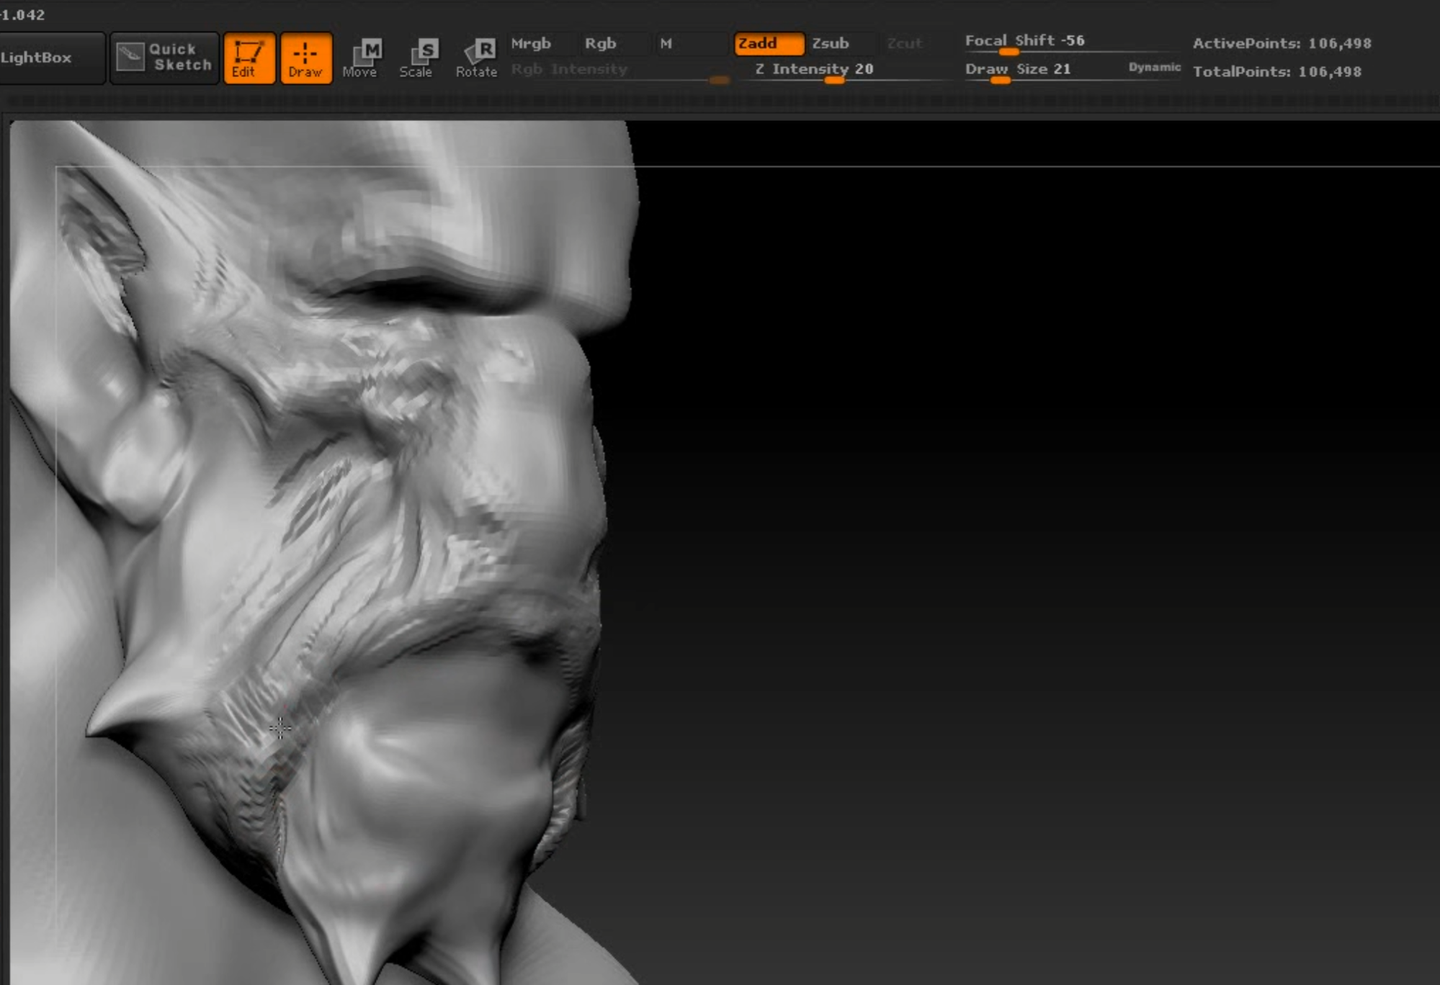 -1.042
LightBox
Quick
Sketch
Edit
Draw
M
Move
S
Scale
R
Rotate
Mrgb
Rgb
M
Rgb Intensity
Zadd
Zsub
Zcut
Z Intensity 20
Focal Shift -56
Draw Size 21
Dynamic
ActivePoints: 106,498
TotalPoints: 106,498